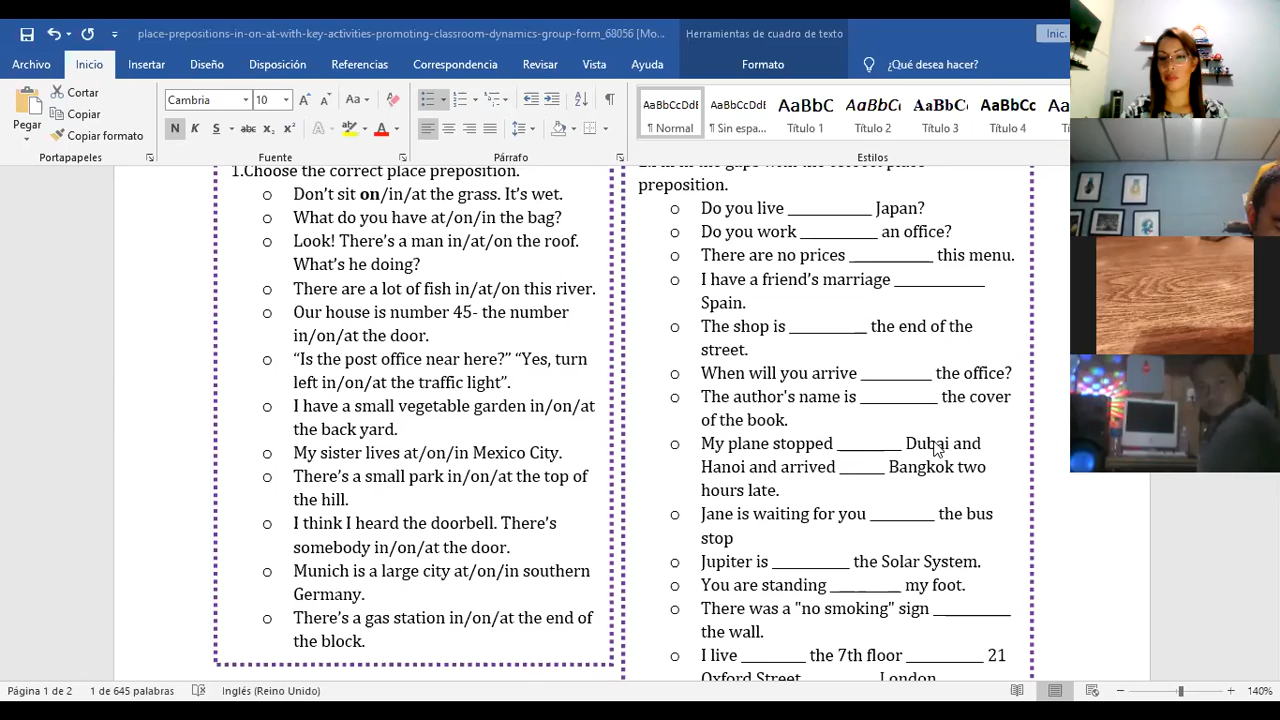 place-prepositions-in-on-at-with-key-activities-promoting-classroom-dynamics-group-form_68056 [Mo...
Herramientas de cuadro de texto
Inic.
Archivo Inicio Insertar Diseño Disposición Referencias Correspondencia Revisar Vista Ayuda Formato ¿Qué desea hacer?
Pegar
Cortar
Copiar
Copiar formato
Portapapeles
Cambria 10 Aa
N K S abc x₂ x² A A
Fuente
Párrafo
AaBbCcDdE AaBbCcDdE AaBbC AaBbCc AaBbCc AaBbCc
¶ Normal ¶ Sin espa... Título 1 Título 2 Título 3 Título 4
Estilos
1.Choose the correct place preposition.
Don't sit on/in/at the grass. It's wet.
What do you have at/on/in the bag?
Look! There's a man in/at/on the roof.
What's he doing?
There are a lot of fish in/at/on this river.
Our house is number 45- the number
in/on/at the door.
“Is the post office near here?” “Yes, turn
left in/on/at the traffic light”.
I have a small vegetable garden in/on/at
the back yard.
My sister lives at/on/in Mexico City.
There's a small park in/on/at the top of
the hill.
I think I heard the doorbell. There's
somebody in/on/at the door.
Munich is a large city at/on/in southern
Germany.
There's a gas station in/on/at the end of
the block.
preposition.
Do you live __________ Japan?
Do you work _________ an office?
There are no prices __________ this menu.
I have a friend's marriage ___________
Spain.
The shop is _________ the end of the
street.
When will you arrive ________ the office?
The author's name is _________ the cover
of the book.
My plane stopped _______ Dubai and
Hanoi and arrived _____ Bangkok two
hours late.
Jane is waiting for you _______ the bus
stop
Jupiter is _________ the Solar System.
You are standing ________ my foot.
There was a "no smoking" sign _________
the wall.
I live _______ the 7th floor _________ 21
Oxford Street _________ London.
Página 1 de 2 1 de 645 palabras Inglés (Reino Unido) 140%